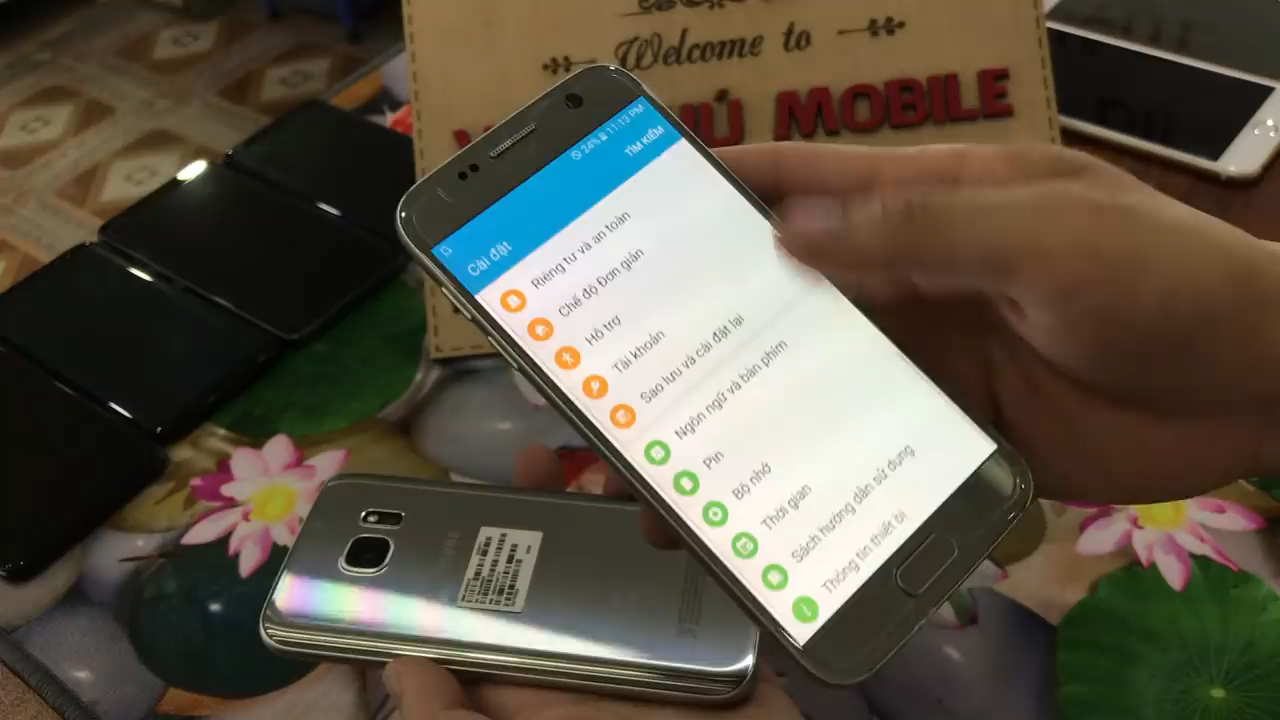 Welcome to
MOBILE
24% 11:13 PM
TÌM KIẾM
Cài đặt
Riêng tư và an toàn
Chế độ Đơn giản
Hỗ trợ
Tài khoản
Sao lưu và cài đặt lại
Ngôn ngữ và bàn phím
Pin
Bộ nhớ
Thời gian
Sách hướng dẫn sử dụng
Thông tin thiết bị